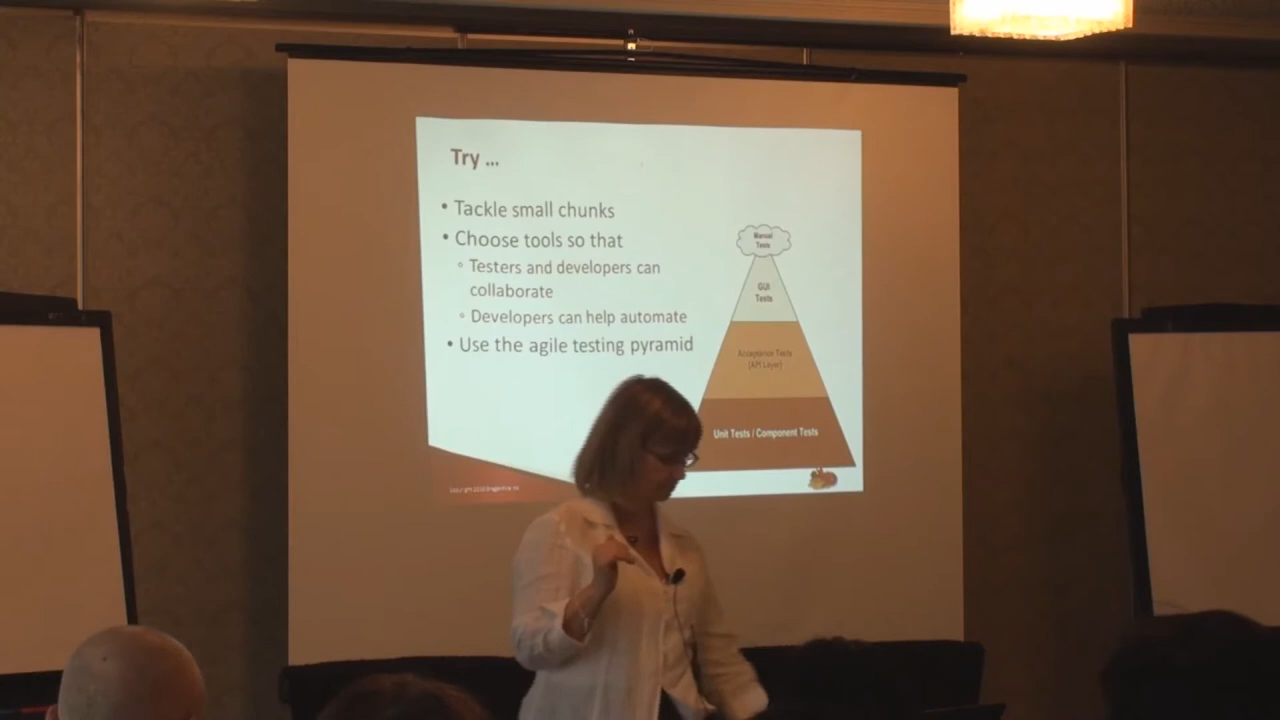 Try ...
• Tackle small chunks
• Choose tools so that
◦ Testers and developers can
collaborate
◦ Developers can help automate
• Use the agile testing pyramid
Manual
Tests
GUI
Tests
Acceptance Tests
(API Layer)
Unit Tests / Component Tests